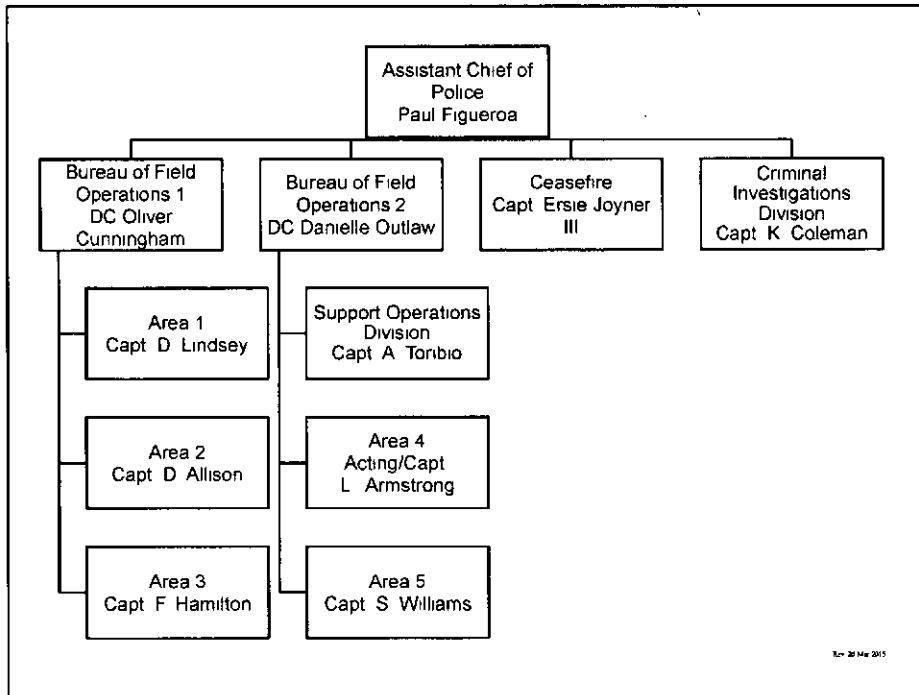 Assistant Chief of
Police
Paul Figueroa
Bureau of Field
Operations 1
DC Oliver
Cunningham
Bureau of Field
Operations 2
DC Danielle Outlaw
Ceasefire
Capt Ersie Joyner
III
Criminal
Investigations
Division
Capt K Coleman
Area 1
Capt D Lindsey
Support Operations
Division
Capt A Toribio
Area 2
Capt D Allison
Area 4
Acting/Capt
L Armstrong
Area 3
Capt F Hamilton
Area 5
Capt S Williams
Rev Mar 2015